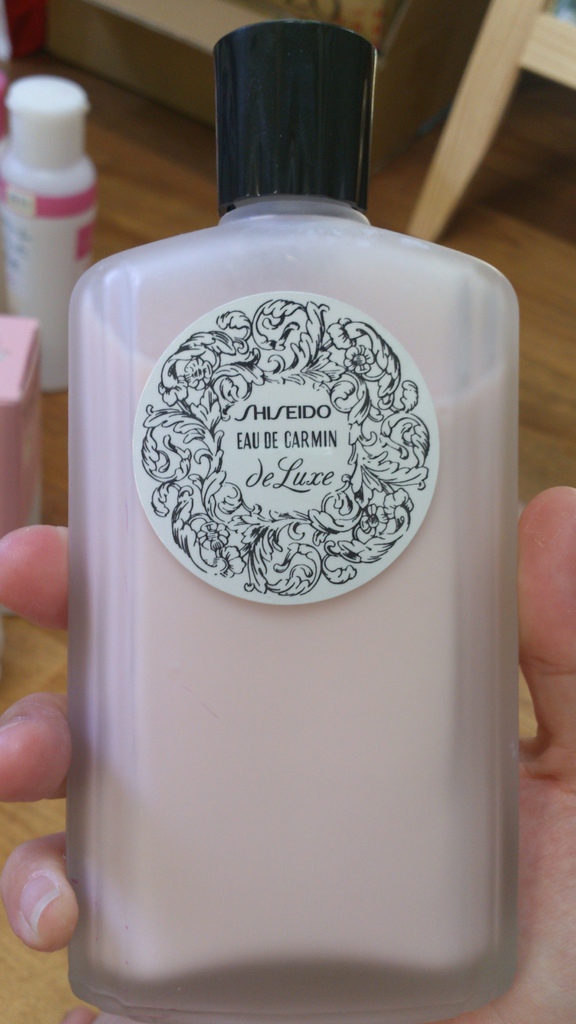 SHISEIDO
EAU DE CARMIN
de Luxe